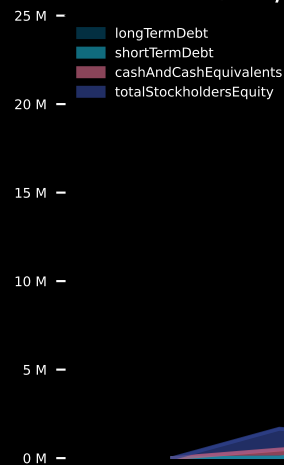 25 M
longTermDebt
shortTermDebt
cashAndCashEquivalents
totalStockholdersEquity
20 M
15 M
10 M
5 M
0 M